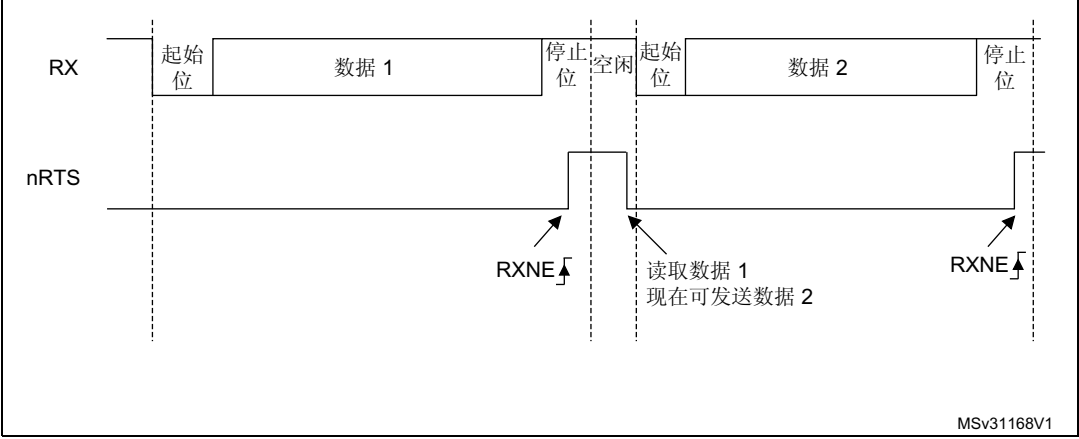 RX
起始
位
数据 1
停止
位
空闲
起始
位
数据 2
停止
位
nRTS
RXNE
读取数据 1
现在可发送数据 2
RXNE
MSv31168V1